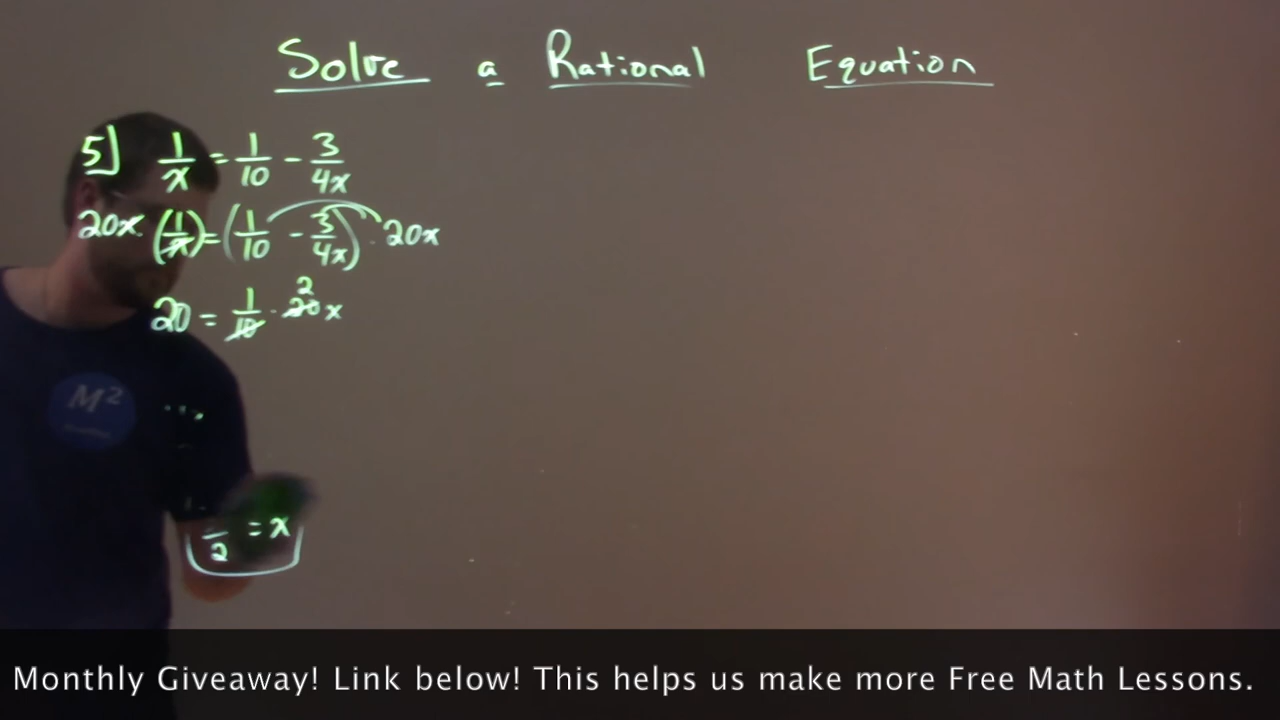 Solve a Rational Equation
5] 1/x = 1/10 - 3/4x
20x · (1/x) = (1/10 - 3/4x) · 20x
20 = 1/10 · 20x
2
M²
/2 = x
Monthly Giveaway! Link below! This helps us make more Free Math Lessons.